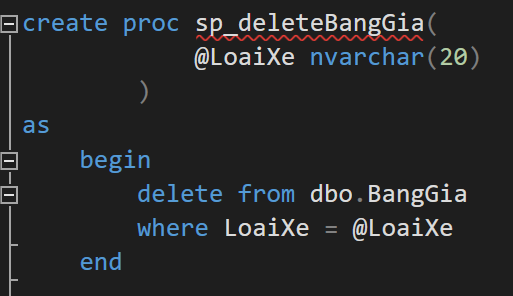 create proc sp_deleteBangGia(
@LoaiXe nvarchar(20)
)
as
begin
delete from dbo.BangGia
where LoaiXe = @LoaiXe
end